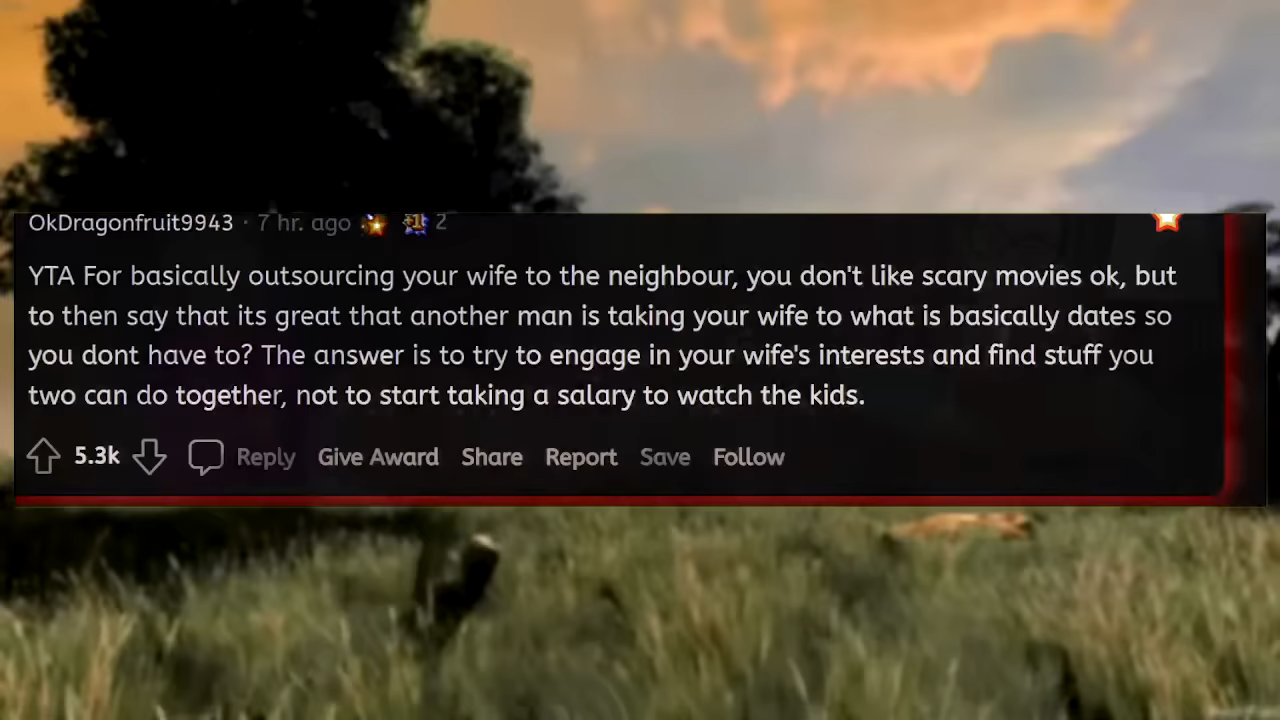 OkDragonfruit9943 · 7 hr. ago 2
YTA For basically outsourcing your wife to the neighbour, you don't like scary movies ok, but
to then say that its great that another man is taking your wife to what is basically dates so
you dont have to? The answer is to try to engage in your wife's interests and find stuff you
two can do together, not to start taking a salary to watch the kids.
5.3k Reply Give Award Share Report Save Follow